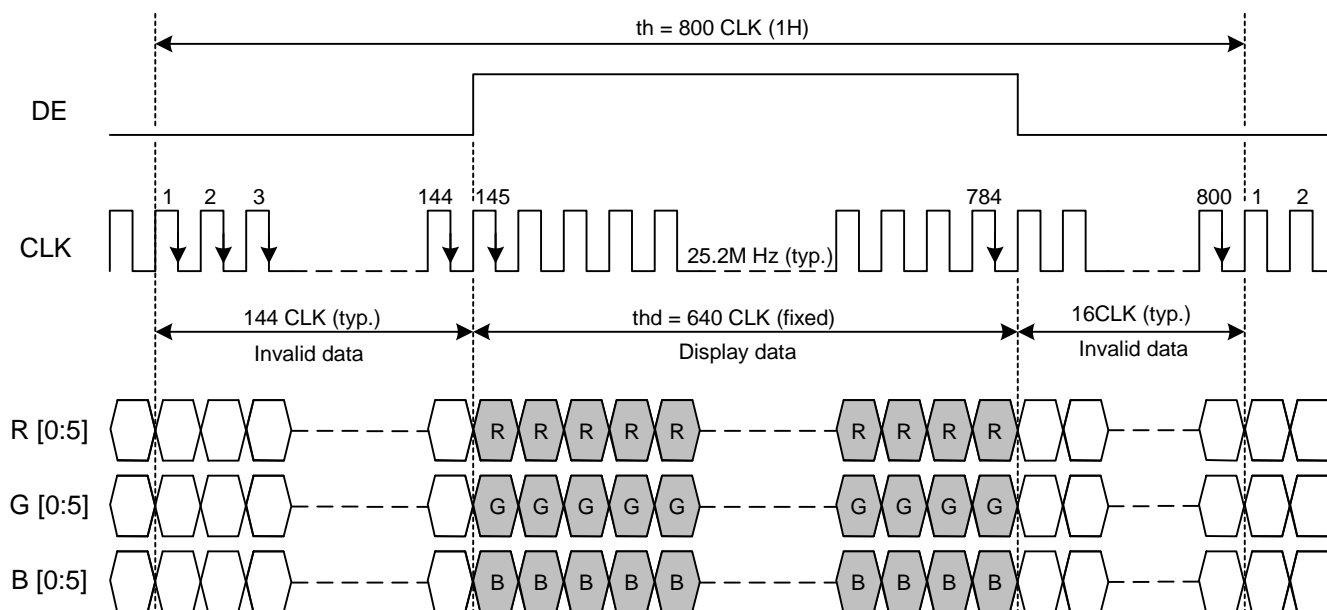 th = 800 CLK (1H)
DE
1 2 3 144 145 784 800 1 2
CLK
25.2M Hz (typ.)
144 CLK (typ.) thd = 640 CLK (fixed) 16CLK (typ.)
Invalid data Display data Invalid data
R [0:5] R R R R R R R R R
G [0:5] G G G G G G G G G
B [0:5] B B B B B B B B B